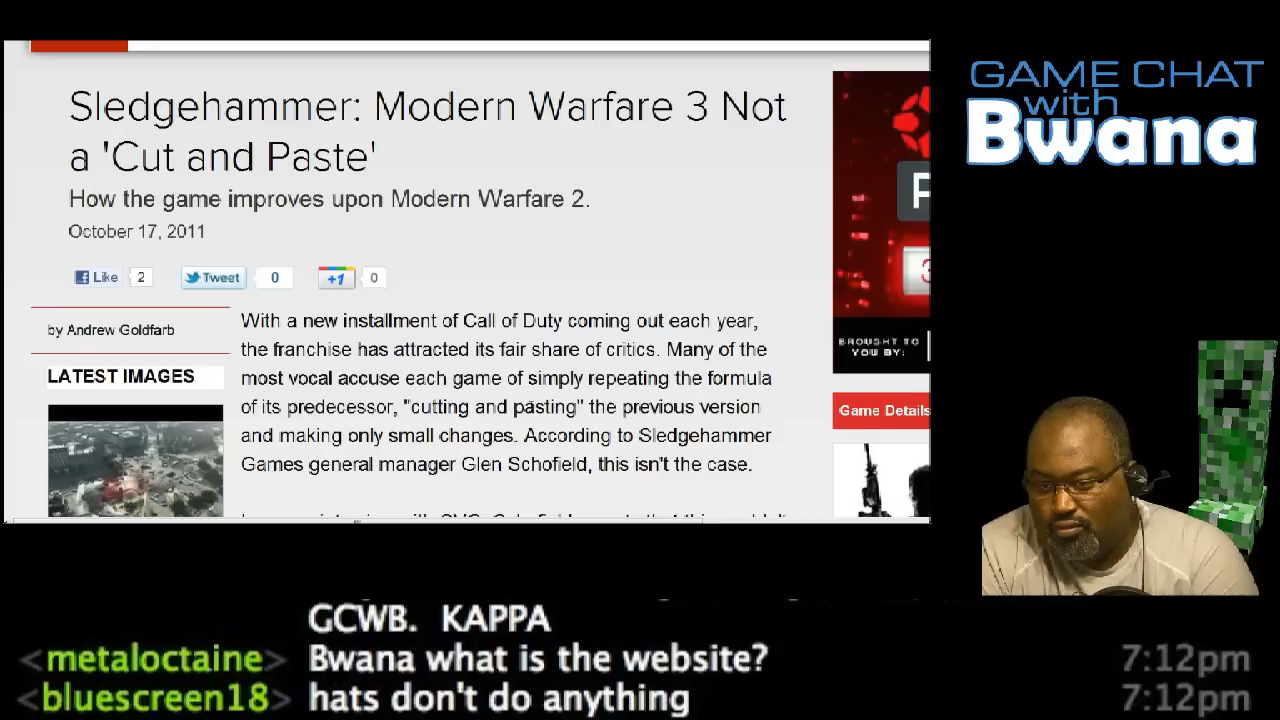 Sledgehammer: Modern Warfare 3 Not
a 'Cut and Paste'
How the game improves upon Modern Warfare 2.
October 17, 2011
Like 2 Tweet 0 +1 0
by Andrew Goldfarb
LATEST IMAGES
With a new installment of Call of Duty coming out each year,
the franchise has attracted its fair share of critics. Many of the
most vocal accuse each game of simply repeating the formula
of its predecessor, "cutting and pasting" the previous version
and making only small changes. According to Sledgehammer
Games general manager Glen Schofield, this isn't the case.
BROUGHT TO
YOU BY:
Game Details
GAME CHAT
with
Bwana
GCWB. KAPPA
<metaloctaine> Bwana what is the website? 7:12pm
<bluescreen18> hats don't do anything 7:12pm